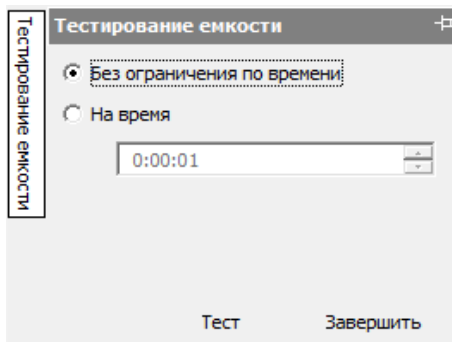 Тестирование емкости
Тестирование емкости
Без ограничения по времени
На время
0:00:01
Тест Завершить